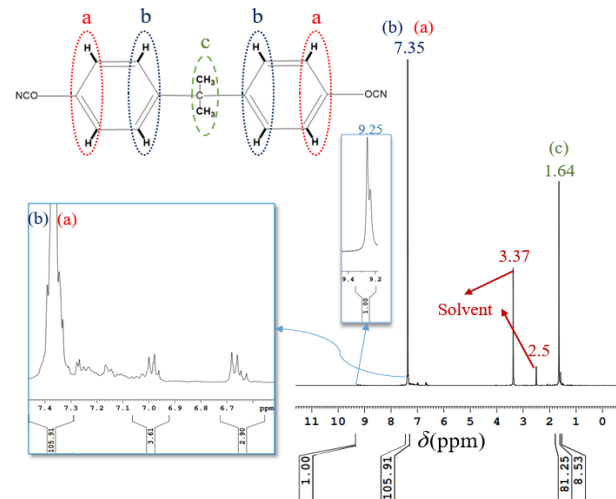 a b b a
c
H H H H
CH3
NCO C OCN
CH3
H H H H
(b) (a)
7.35
9.25
9.4 9.2
1.00
(c)
1.64
3.37
Solvent
2.5
(b) (a)
7.4 7.3 7.2 7.1 7.0 6.9 6.8 6.7 ppm
105.91 3.61 2.90
11 10 9 8 7 6 5 4 3 2 1 0
δ(ppm)
1.00 105.91 81.25 8.53